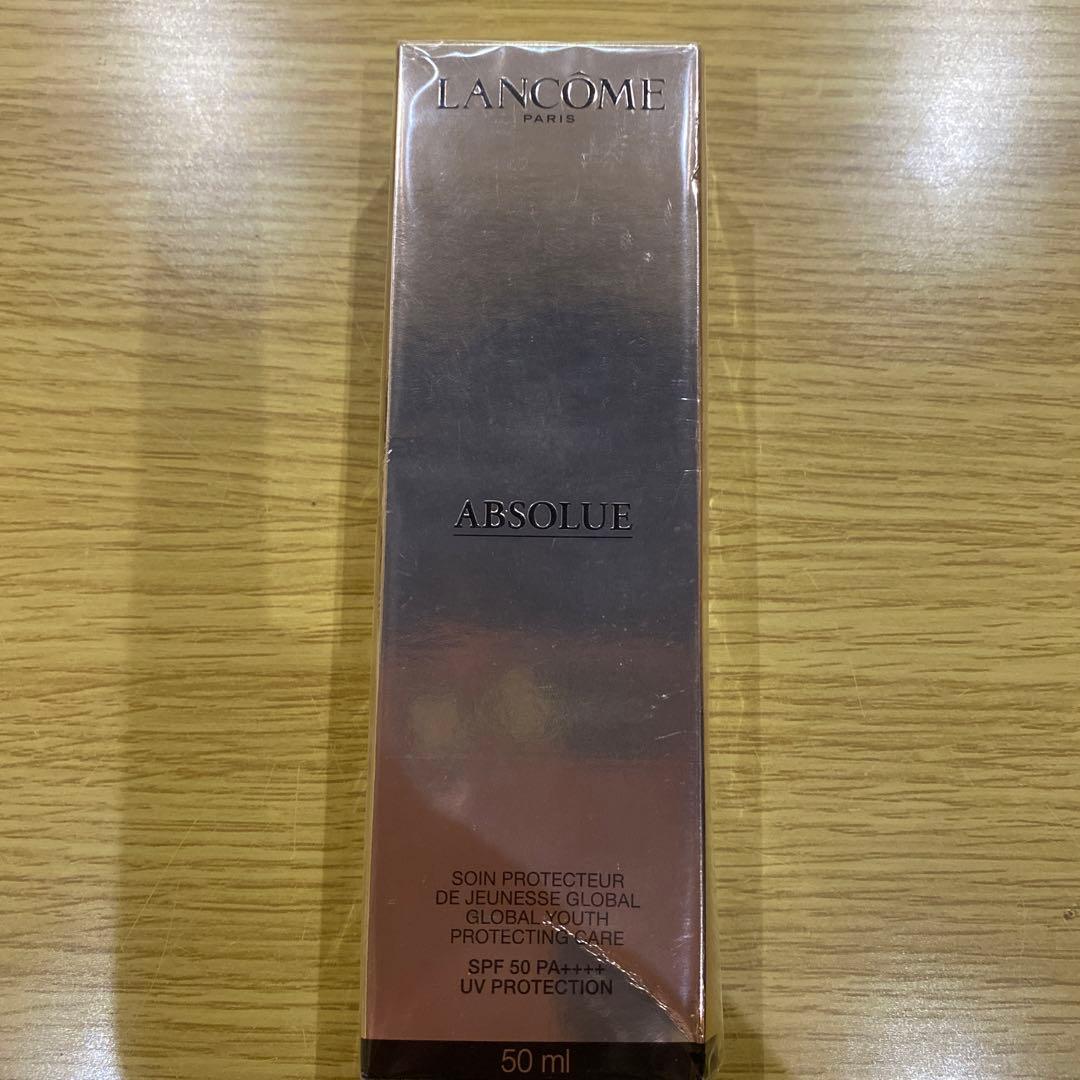 LANCÔME
PARIS
ABSOLUE
SOIN PROTECTEUR
DE JEUNESSE GLOBAL
GLOBAL YOUTH
PROTECTING CARE
SPF 50 PA++++
UV PROTECTION
50 ml